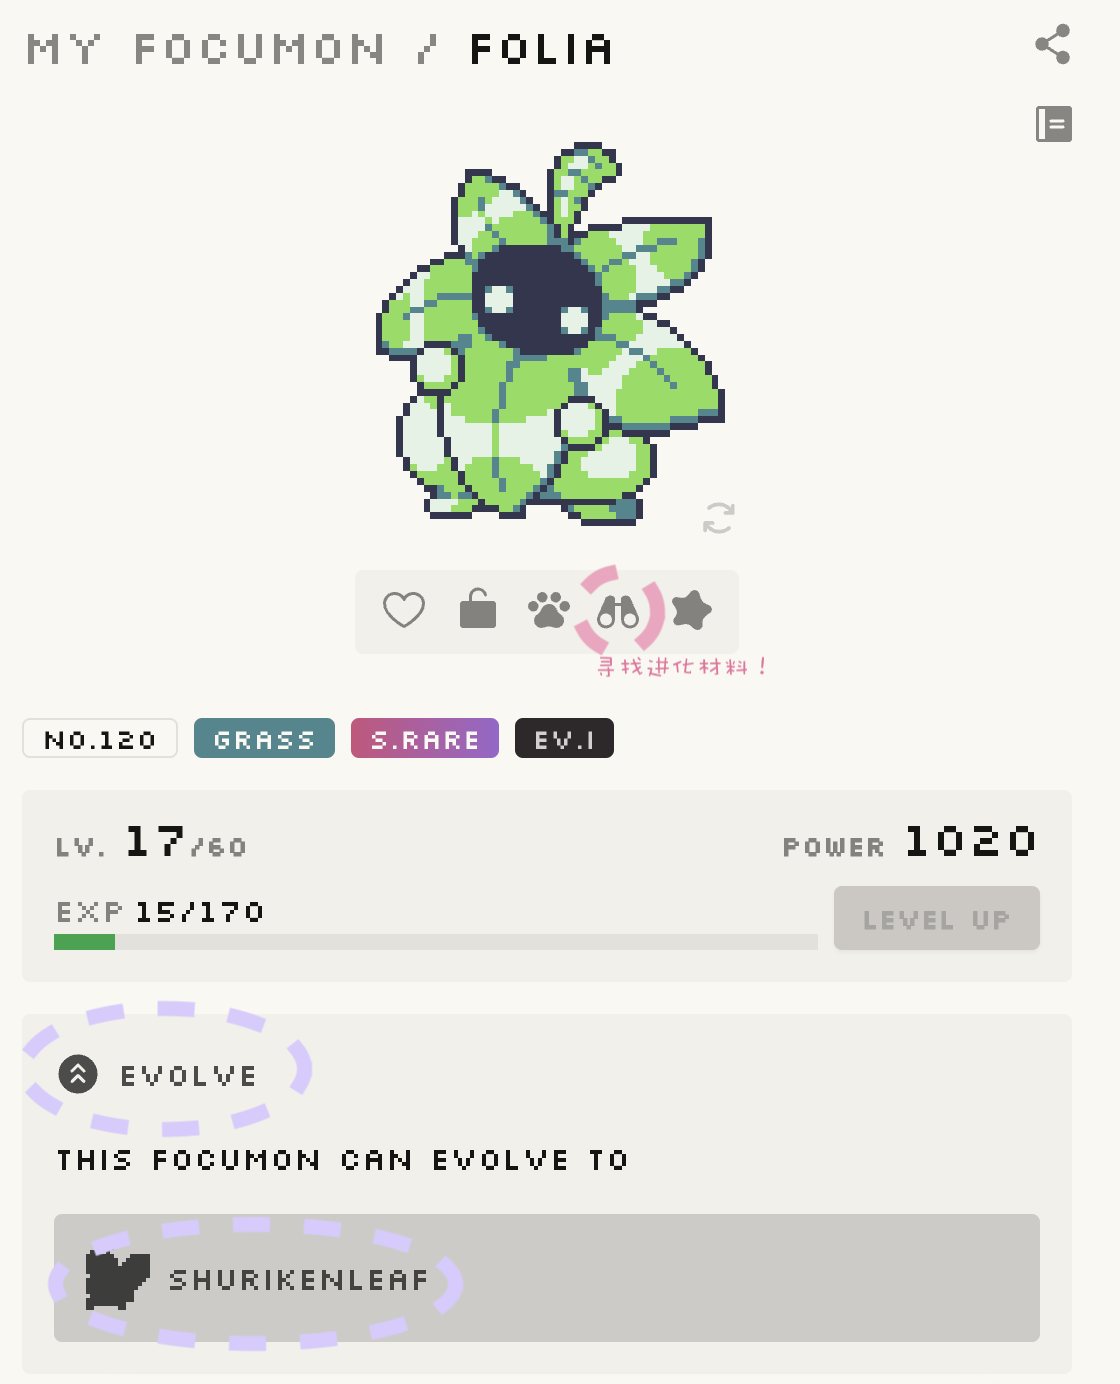 MY FOCUMON / FOLIA
寻找进化材料！
NO.120 GRASS S.RARE EV.I
LV. 17/60 POWER 1020
EXP 15/170 LEVEL UP
EVOLVE
THIS FOCUMON CAN EVOLVE TO
SHURIKENLEAF